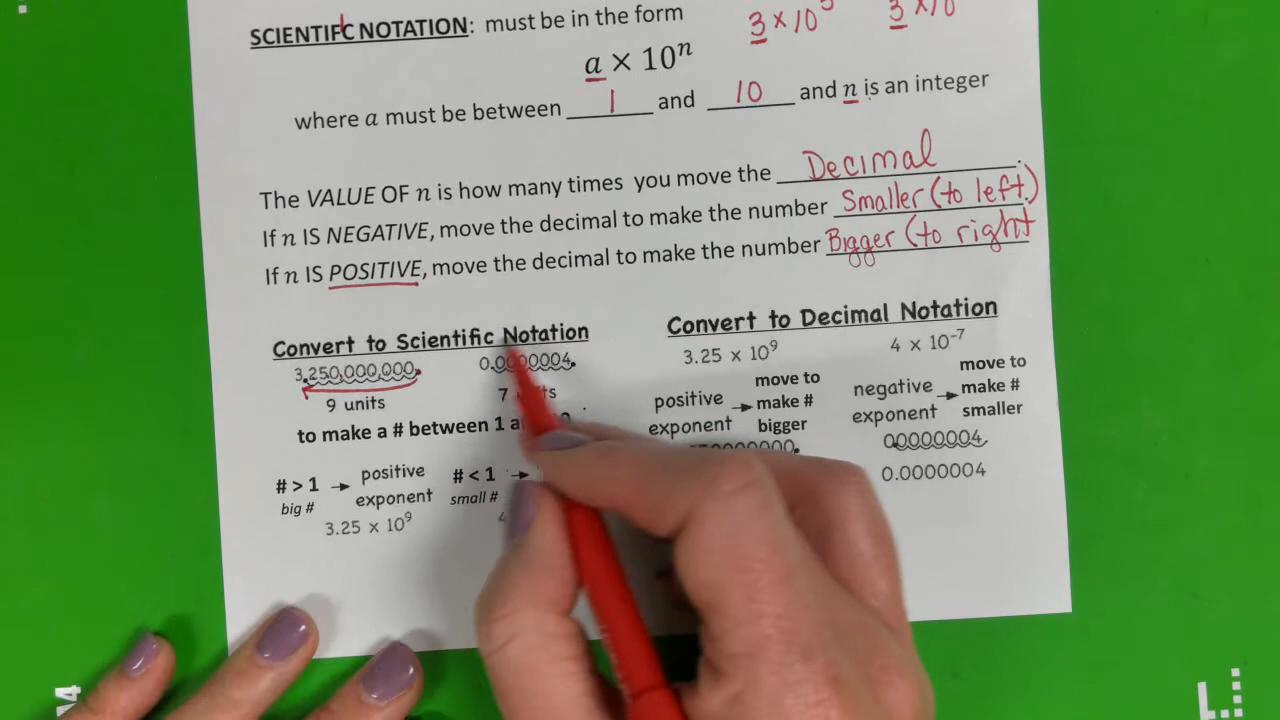 SCIENTIFIC NOTATION: must be in the form
3 × 10 3 × 10
a × 10ⁿ
where a must be between 1 and 10 and n is an integer
The VALUE OF n is how many times you move the Decimal.
If n IS NEGATIVE, move the decimal to make the number Smaller (to left.)
If n IS POSITIVE, move the decimal to make the number Bigger (to right
Convert to Scientific Notation
3.250,000,000.
9 units
0.0000004.
7
to make a # between 1
# > 1 → positive exponent
big #
3.25 × 10⁹
# < 1 →
small #
Convert to Decimal Notation
3.25 × 10⁹
positive exponent → move to make # bigger
4 × 10⁻⁷
negative exponent → move to make # smaller
00000004
0.0000004